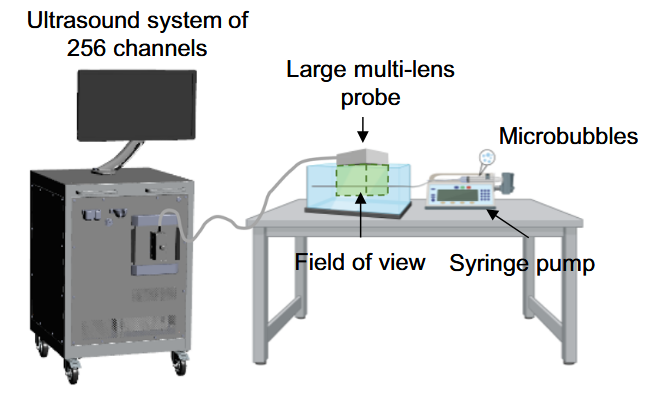 Ultrasound system of
256 channels
Large multi-lens
probe
Microbubbles
Field of view
Syringe pump